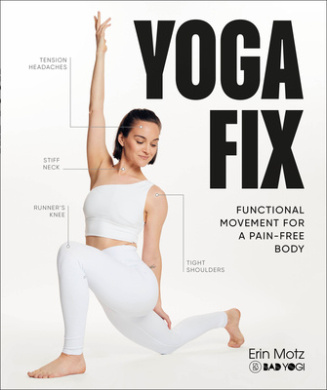 YOGA
FIX
TENSION
HEADACHES
STIFF
NECK
RUNNER'S
KNEE
TIGHT
SHOULDERS
FUNCTIONAL
MOVEMENT FOR
A PAIN-FREE
BODY
Erin Motz
BAD YOGI